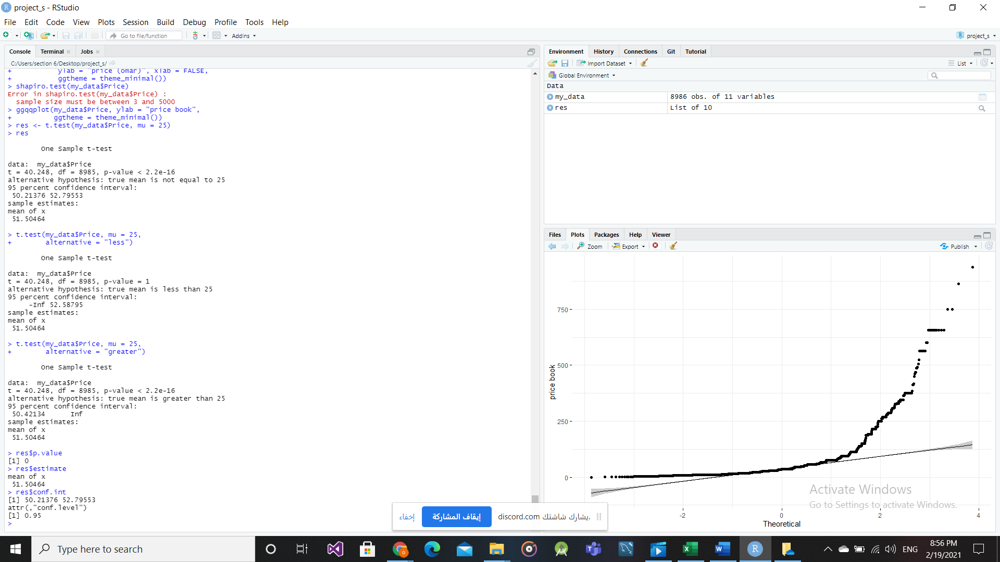 project_s - RStudio
File Edit Code View Plots Session Build Debug Profile Tools Help
Go to file/function
Addins
project_s
Console Terminal Jobs
C:/Users/section 6/Desktop/project_s/
+ ylab = "price (omar)", xlab = FALSE,
+ ggtheme = theme_minimal())
> shapiro.test(my_data$Price)
Error in shapiro.test(my_data$Price) :
sample size must be between 3 and 5000
> ggqqplot(my_data$Price, ylab = "price book",
+ ggtheme = theme_minimal())
> res <- t.test(my_data$Price, mu = 25)
> res
One Sample t-test
data: my_data$Price
t = 40.248, df = 8985, p-value < 2.2e-16
alternative hypothesis: true mean is not equal to 25
95 percent confidence interval:
50.21376 52.79553
sample estimates:
mean of x
51.50464
> t.test(my_data$Price, mu = 25,
+ alternative = "less")
One Sample t-test
data: my_data$Price
t = 40.248, df = 8985, p-value = 1
alternative hypothesis: true mean is less than 25
95 percent confidence interval:
-Inf 52.58795
sample estimates:
mean of x
51.50464
> t.test(my_data$Price, mu = 25,
+ alternative = "greater")
One Sample t-test
data: my_data$Price
t = 40.248, df = 8985, p-value < 2.2e-16
alternative hypothesis: true mean is greater than 25
95 percent confidence interval:
50.42134 Inf
sample estimates:
mean of x
51.50464
> res$p.value
[1] 0
> res$estimate
mean of x
51.50464
> res$conf.int
[1] 50.21376 52.79553
attr(,"conf.level")
[1] 0.95
>
Environment History Connections Git Tutorial
Import Dataset
List
Global Environment
Data
my_data 8986 obs. of 11 variables
res List of 10
Files Plots Packages Help Viewer
Zoom Export Publish
750
500
250
0
price book
-2 0 2 4
Theoretical
Activate Windows
Go to Settings to activate Windows.
يشارك شاشتك discord.com.
إيقاف المشاركة
إخفاء
Type here to search
ENG
8:56 PM
2/19/2021